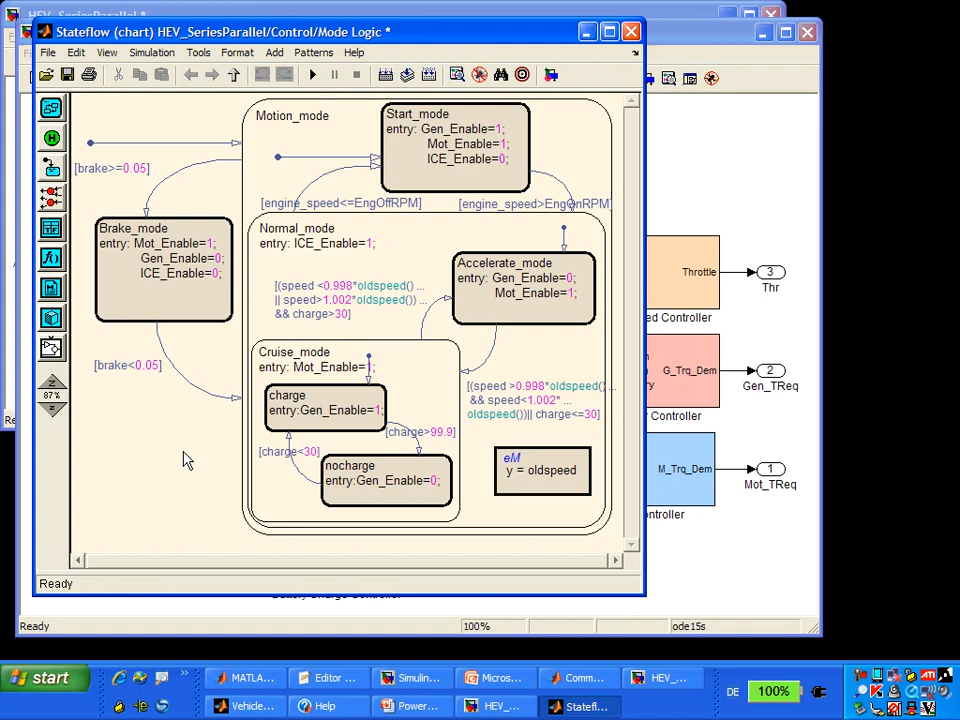 HEV_SeriesParallel *
Stateflow (chart) HEV_SeriesParallel/Control/Mode Logic *
File Edit View Simulation Tools Format Add Patterns Help
Motion_mode
Start_mode
entry: Gen_Enable=1;
Mot_Enable=1;
ICE_Enable=0;
[brake>=0.05]
[engine_speed<=EngOffRPM]
[engine_speed>EngOnRPM]
Brake_mode
entry: Mot_Enable=1;
Gen_Enable=0;
ICE_Enable=0;
Normal_mode
entry: ICE_Enable=1;
Accelerate_mode
entry: Gen_Enable=0;
Mot_Enable=1;
[(speed <0.998*oldspeed() ...
|| speed>1.002*oldspeed()) ...
&& charge>30]
[brake<0.05]
Cruise_mode
entry: Mot_Enable=1;
charge
entry:Gen_Enable=1;
[charge>99.9]
[charge<30]
nocharge
entry:Gen_Enable=0;
[(speed >0.998*oldspeed() ...
&& speed<1.002* ...
oldspeed())|| charge<=30]
eM
y = oldspeed
87%
Ready
Throttle
3
Thr
ed Controller
G_Trq_Dem
2
Gen_TReq
Controller
M_Trq_Dem
1
Mot_TReq
ontroller
Ready
100%
ode15s
start
MATLA...
Editor ...
Simulin...
Micros...
Comm...
HEV_...
Vehicle...
Help
Power...
HEV_...
Statefl...
DE
100%